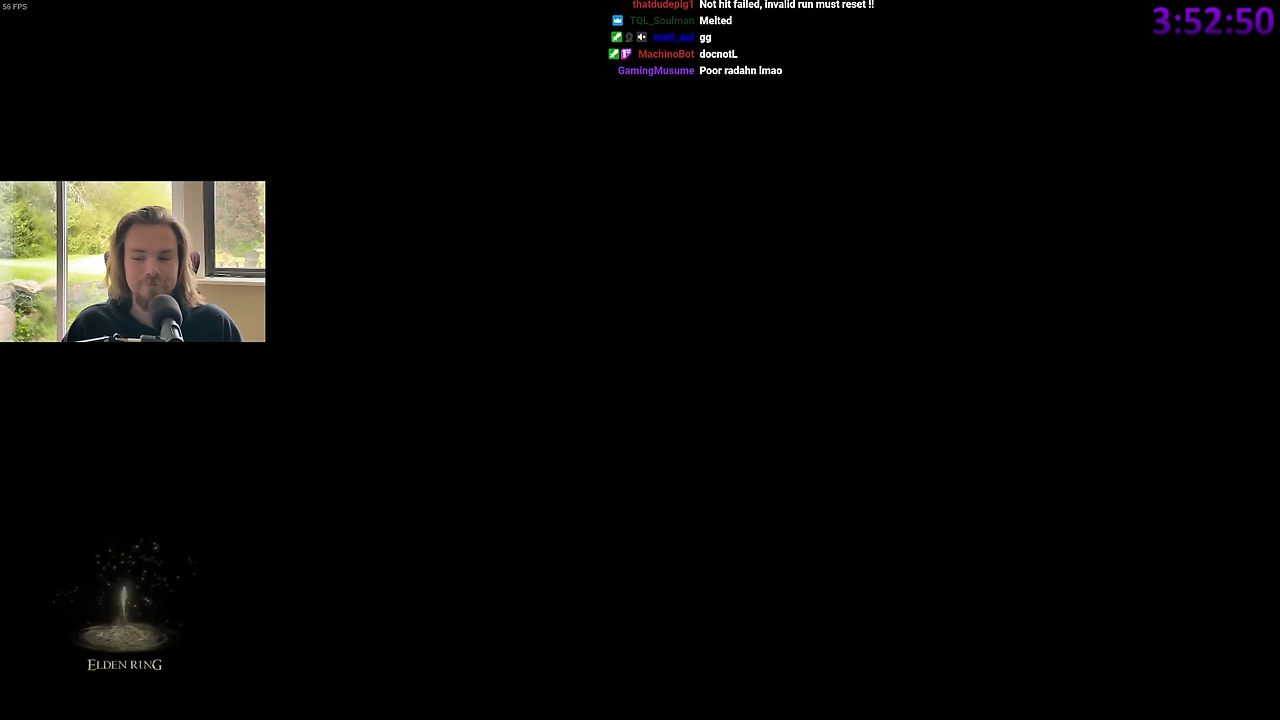 56 FPS
thatdudepig1 Not hit failed, invalid run must reset !!
3:52:50
TQL_Soulman Melted
gg
MachinoBot docnotL
GamingMusume Poor radahn lmao
ELDEN RING